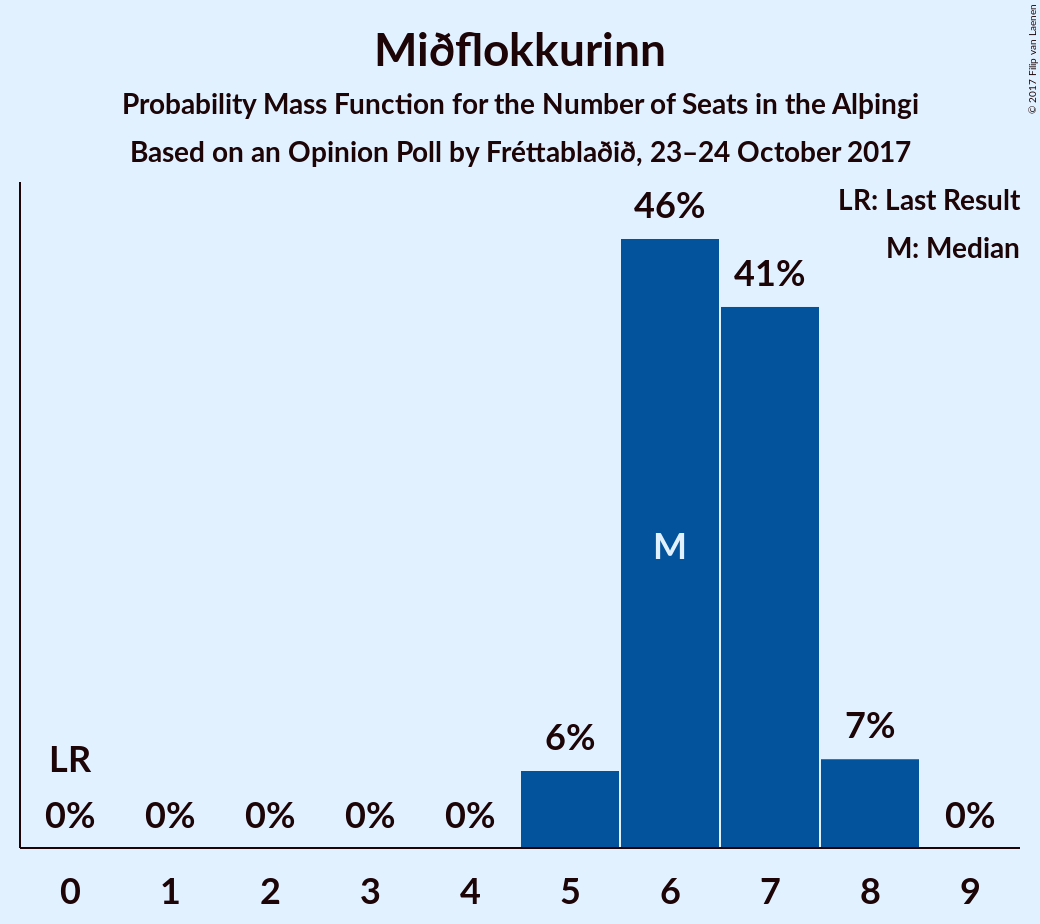 Miðflokkurinn
Probability Mass Function for the Number of Seats in the Alþingi
Based on an Opinion Poll by Fréttablaðið, 23–24 October 2017
© 2017 Filip van Laenen
LR: Last Result
M: Median
46%
41%
M
6%
7%
LR
0%
0%
0%
0%
0%
0%
0 1 2 3 4 5 6 7 8 9